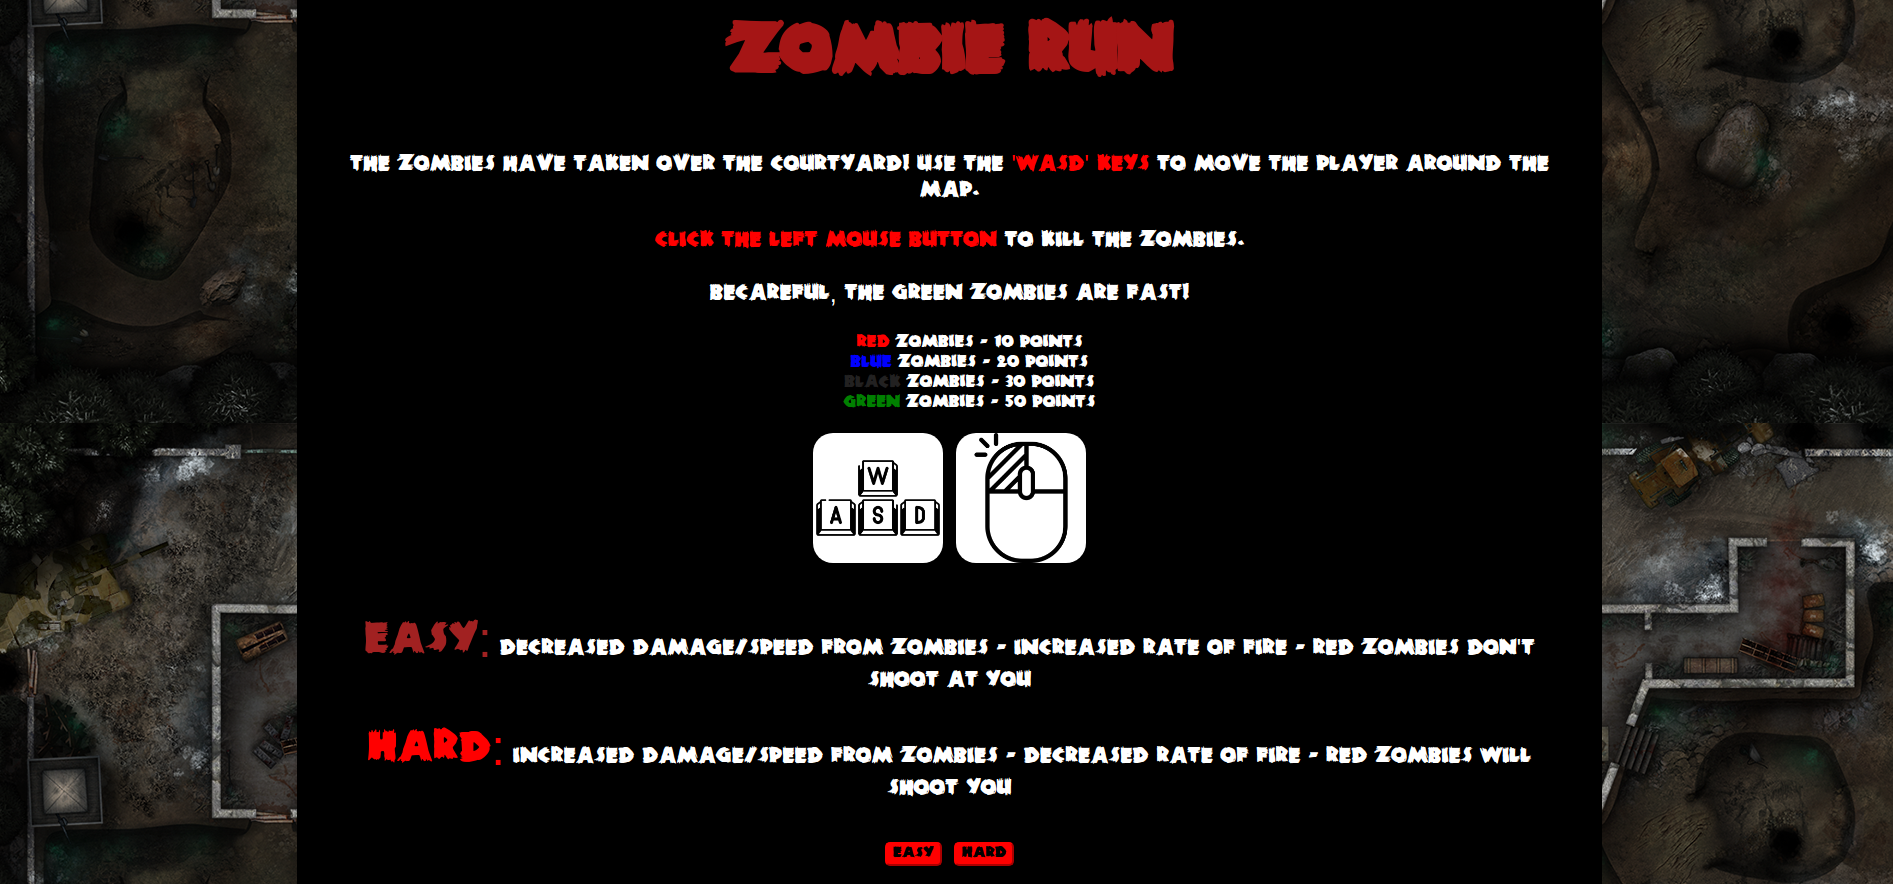 ZOMBIE RUN
THE ZOMBIES HAVE TAKEN OVER THE COURTYARD! USE THE 'WASD' KEYS TO MOVE THE PLAYER AROUND THE
MAP.
CLICK THE LEFT MOUSE BUTTON TO KILL THE ZOMBIES.
BECAREFUL, THE GREEN ZOMBIES ARE FAST!
RED ZOMBIES - 10 POINTS
BLUE ZOMBIES - 20 POINTS
BLACK ZOMBIES - 30 POINTS
GREEN ZOMBIES - 50 POINTS
W
A S D
EASY: DECREASED DAMAGE/SPEED FROM ZOMBIES - INCREASED RATE OF FIRE - RED ZOMBIES DON'T
SHOOT AT YOU
HARD: INCREASED DAMAGE/SPEED FROM ZOMBIES - DECREASED RATE OF FIRE - RED ZOMBIES WILL
SHOOT YOU
EASY HARD